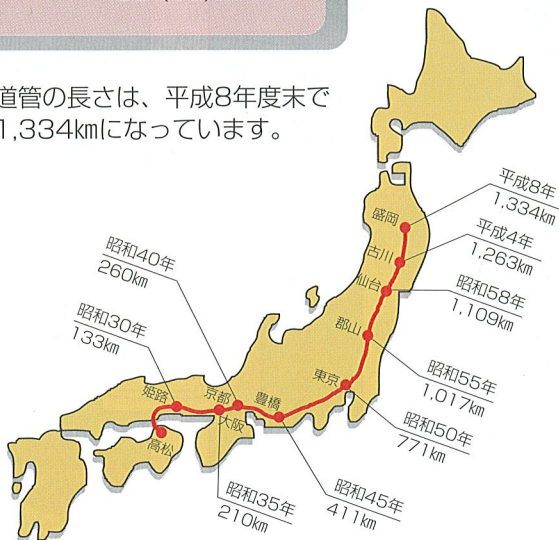 道管の長さは、平成8年度末で
1,334㎞になっています。
平成8年
1,334㎞
盛岡
平成4年
1,263㎞
古川
昭和58年
1,109㎞
仙台
昭和40年
260㎞
昭和30年
133㎞
郡山
昭和55年
1,017㎞
東京
昭和50年
771㎞
姫路
京都
大阪
豊橋
高松
昭和35年
210㎞
昭和45年
411㎞